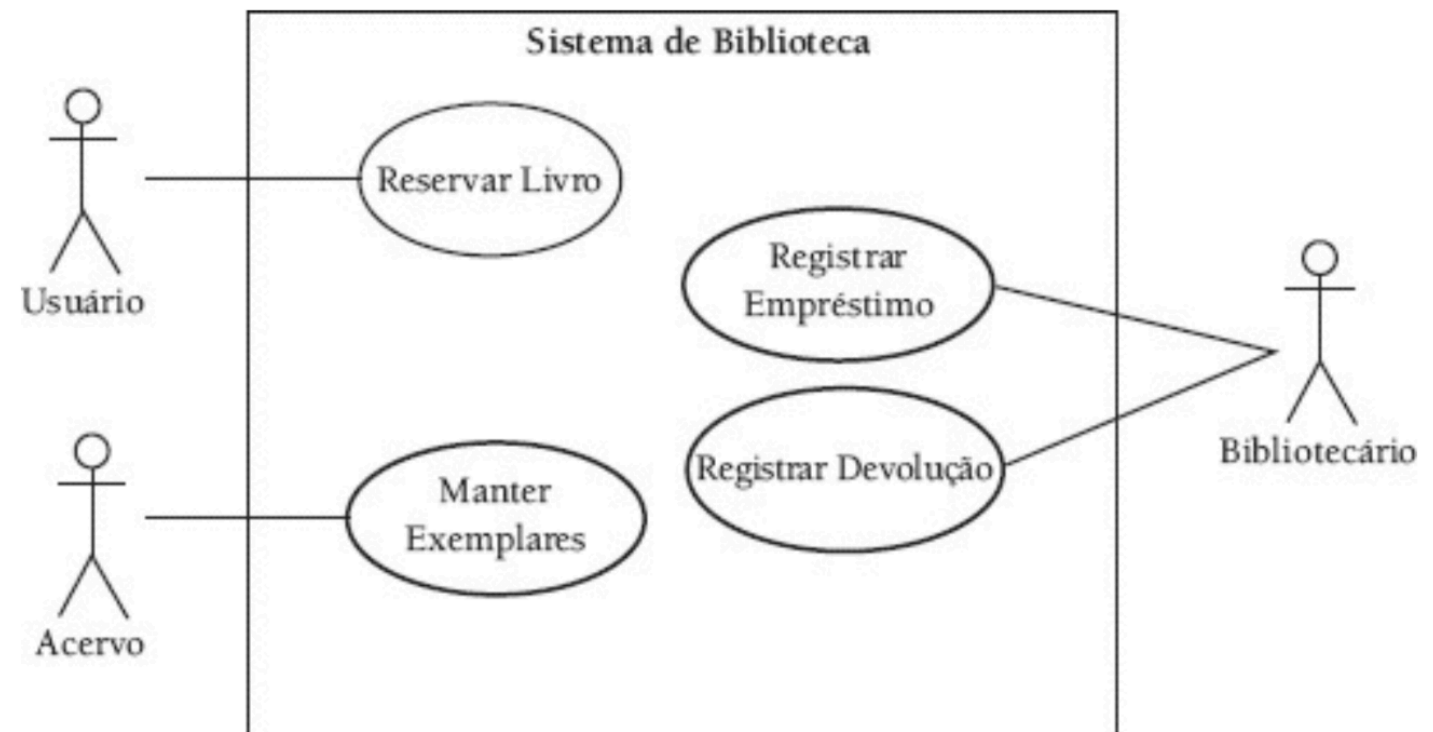 Sistema de Biblioteca
Reservar Livro
Usuário
Registrar
Empréstimo
Registrar Devolução
Bibliotecário
Manter
Exemplares
Acervo